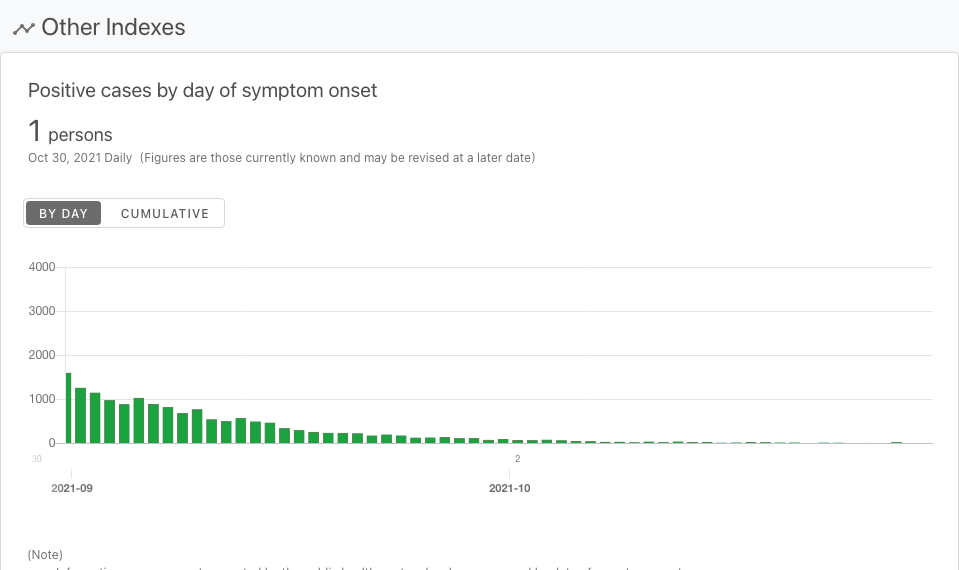 Other Indexes
Positive cases by day of symptom onset
1 persons
Oct 30, 2021 Daily (Figures are those currently known and may be revised at a later date)
BY DAY CUMULATIVE
4000
3000
2000
1000
0
30 2
2021-09 2021-10
(Note)